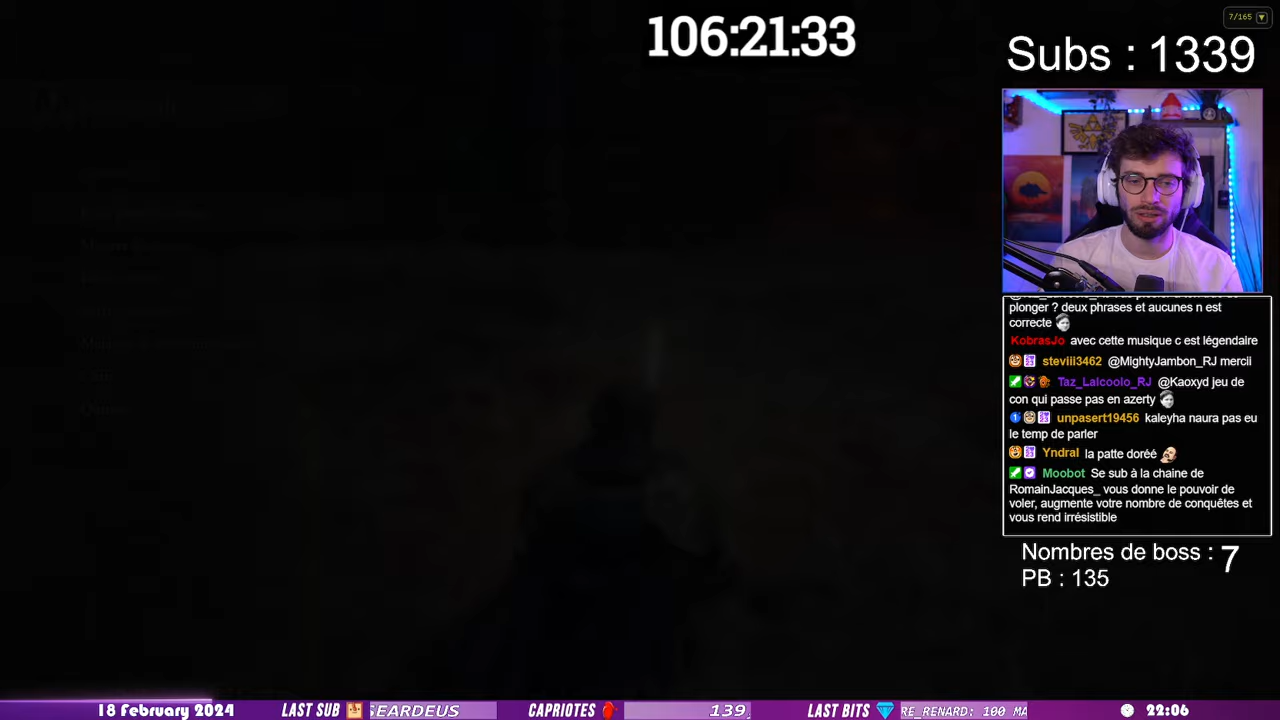 106:21:33
7/165
Subs : 1339
plonger ? deux phrases et aucunes n est
correcte
KobrasJo avec cette musique c est légendaire
steviii3462 @MightyJambon_RJ mercii
Taz_Lalcoolo_RJ @Kaoxyd jeu de
con qui passe pas en azerty
unpasert19456 kaleyha naura pas eu
le temp de parler
Yndral la patte doréé
Moobot Se sub à la chaine de
RomainJacques_ vous donne le pouvoir de
voler, augmente votre nombre de conquêtes et
vous rend irrésistible
Nombres de boss : 7
PB : 135
18 February 2024 LAST SUB SEARDEUS CAPRIOTES 139 LAST BITS RE_RENARD: 100 MA 22:06